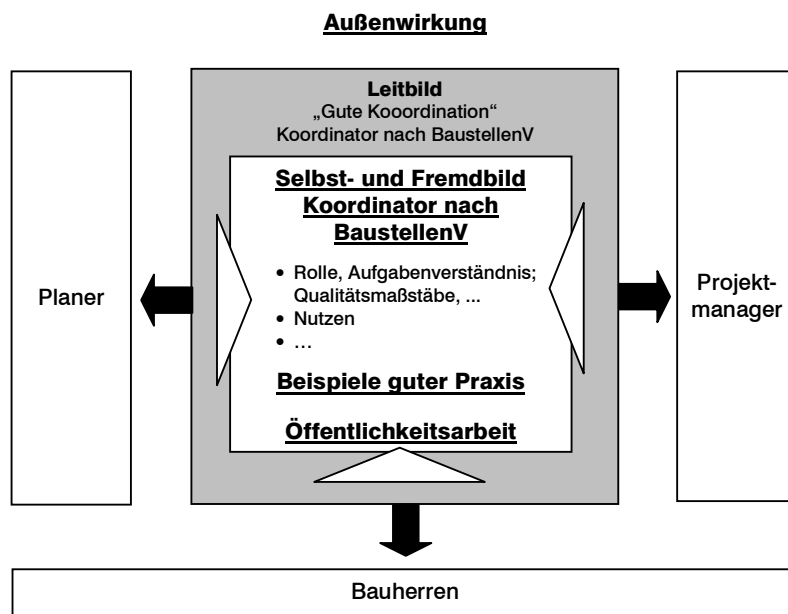 Außenwirkung
Leitbild
„Gute Kooordination“
Koordinator nach BaustellenV
Selbst- und Fremdbild
Koordinator nach
BaustellenV
• Rolle, Aufgabenverständnis;
Qualitätsmaßstäbe, ...
• Nutzen
• …
Beispiele guter Praxis
Öffentlichkeitsarbeit
Planer
Projekt-
manager
Bauherren